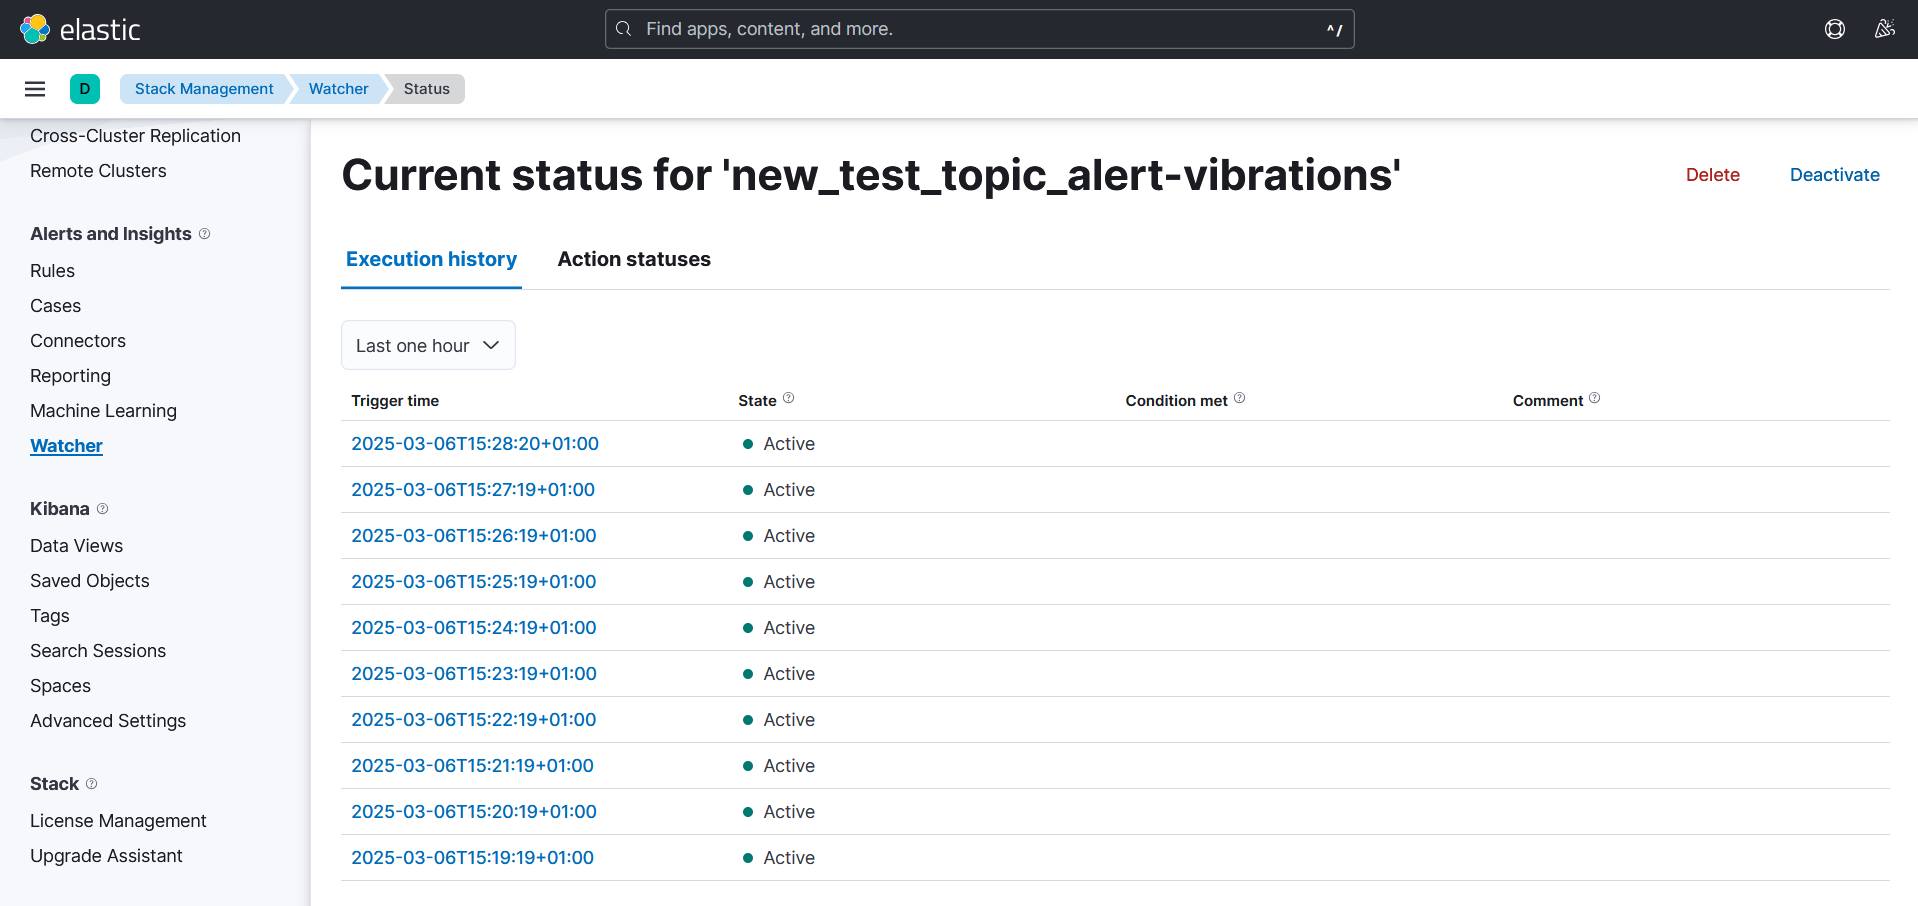 elastic
Find apps, content, and more.
^/
D
Stack Management
Watcher
Status
Cross-Cluster Replication
Remote Clusters
Alerts and Insights
Rules
Cases
Connectors
Reporting
Machine Learning
Watcher
Kibana
Data Views
Saved Objects
Tags
Search Sessions
Spaces
Advanced Settings
Stack
License Management
Upgrade Assistant
Current status for 'new_test_topic_alert-vibrations'
Delete
Deactivate
Execution history
Action statuses
Last one hour
Trigger time State Condition met Comment
2025-03-06T15:28:20+01:00 Active
2025-03-06T15:27:19+01:00 Active
2025-03-06T15:26:19+01:00 Active
2025-03-06T15:25:19+01:00 Active
2025-03-06T15:24:19+01:00 Active
2025-03-06T15:23:19+01:00 Active
2025-03-06T15:22:19+01:00 Active
2025-03-06T15:21:19+01:00 Active
2025-03-06T15:20:19+01:00 Active
2025-03-06T15:19:19+01:00 Active